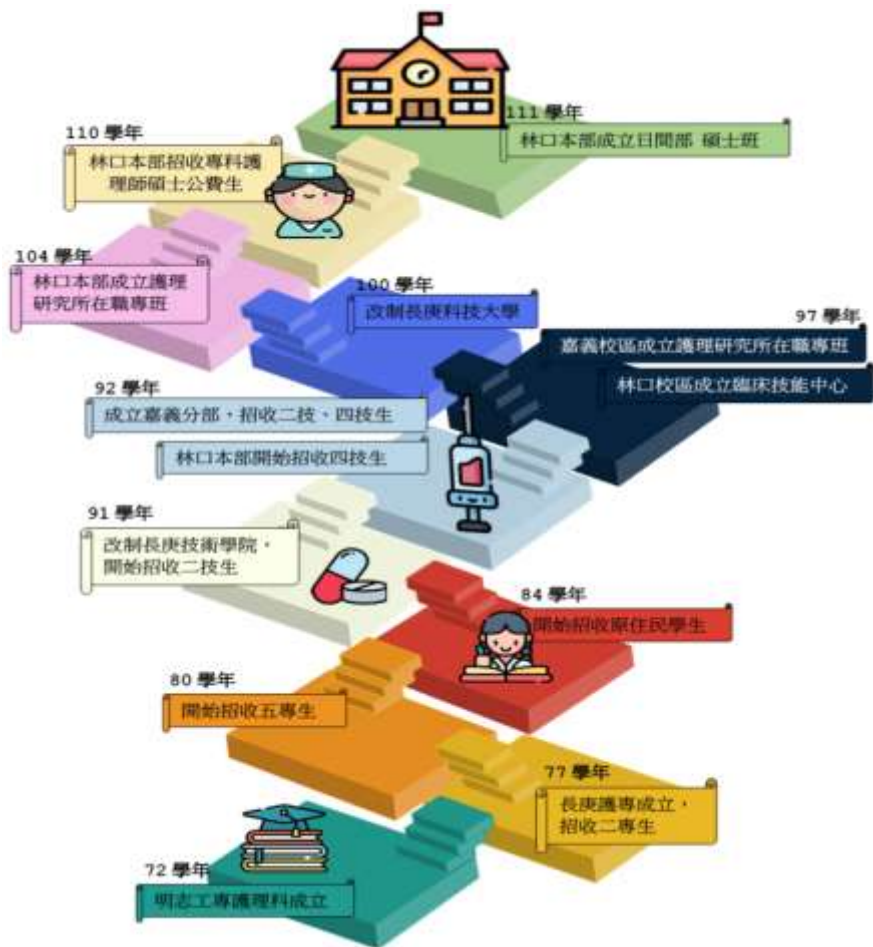 111 學年
林口本部成立日間部 碩士班
110 學年
林口本部招收專科護
理師碩士公費生
104 學年
林口本部成立護理
研究所在職專班
100 學年
改制長庚科技大學
97 學年
嘉義校區成立護理研究所在職專班
林口校區成立臨床技能中心
92 學年
成立嘉義分部，招收二技、四技生
林口本部開始招收四技生
91 學年
改制長庚技術學院，
開始招收二技生
84 學年
開始招收原住民學生
80 學年
開始招收五專生
77 學年
長庚護專成立，
招收二專生
72 學年
明志工專護理科成立